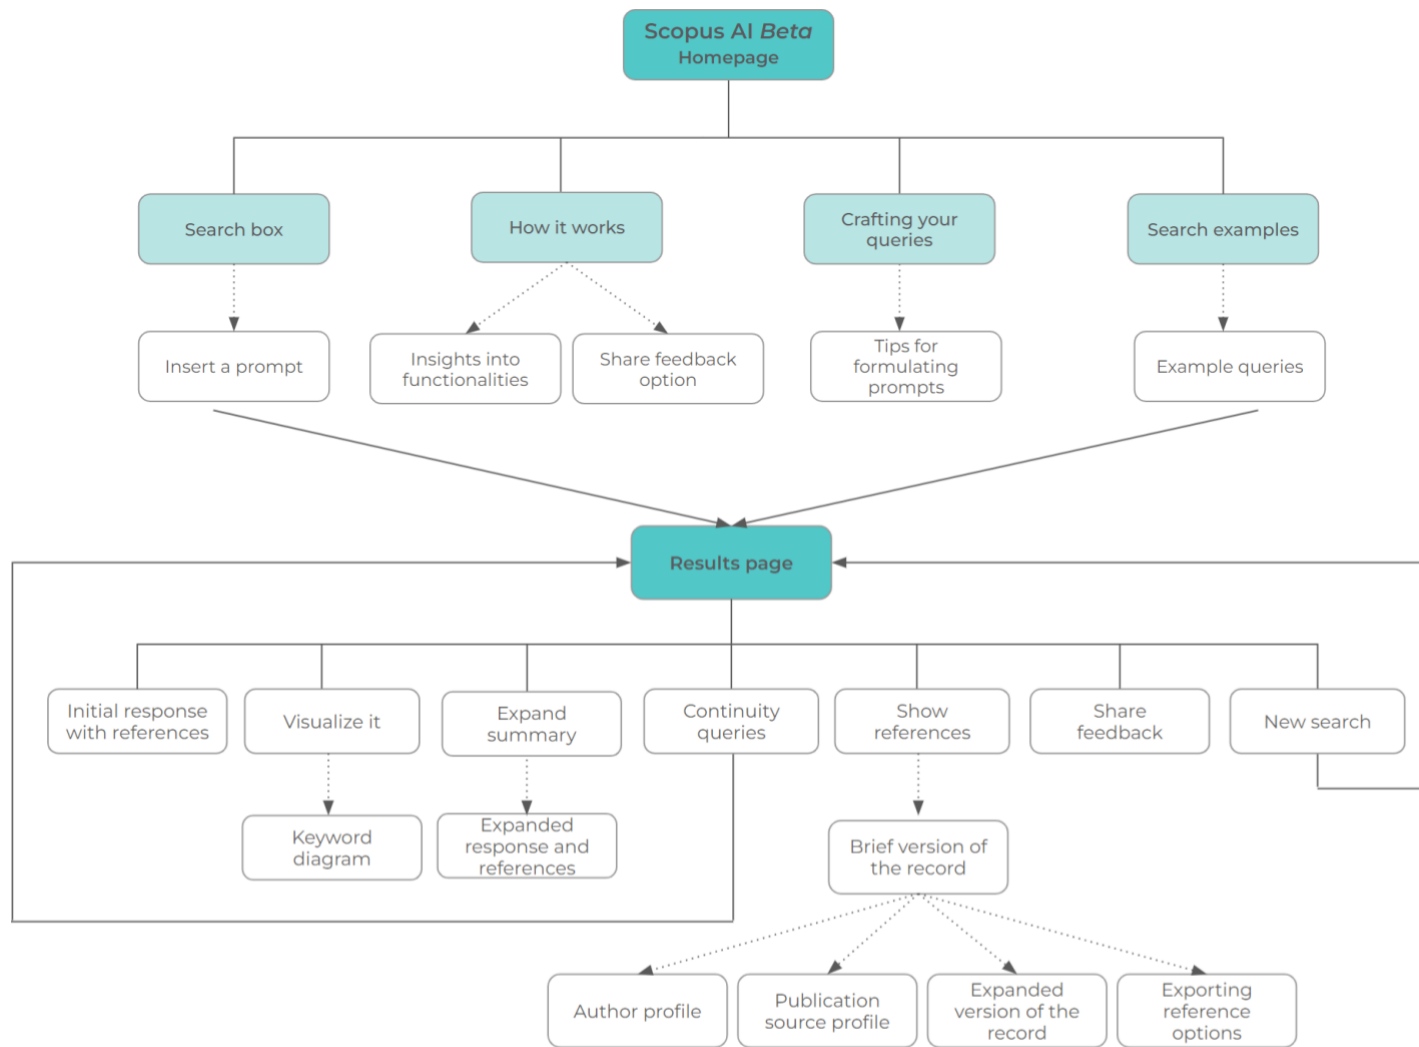 Scopus AI Beta
Homepage
Search box
How it works
Crafting your
queries
Search examples
Insert a prompt
Insights into
functionalities
Share feedback
option
Tips for
formulating
prompts
Example queries
Results page
Initial response
with references
Visualize it
Expand
summary
Continuity
queries
Show
references
Share
feedback
New search
Keyword
diagram
Expanded
response and
references
Brief version of
the record
Author profile
Publication
source profile
Expanded
version of the
record
Exporting
reference
options